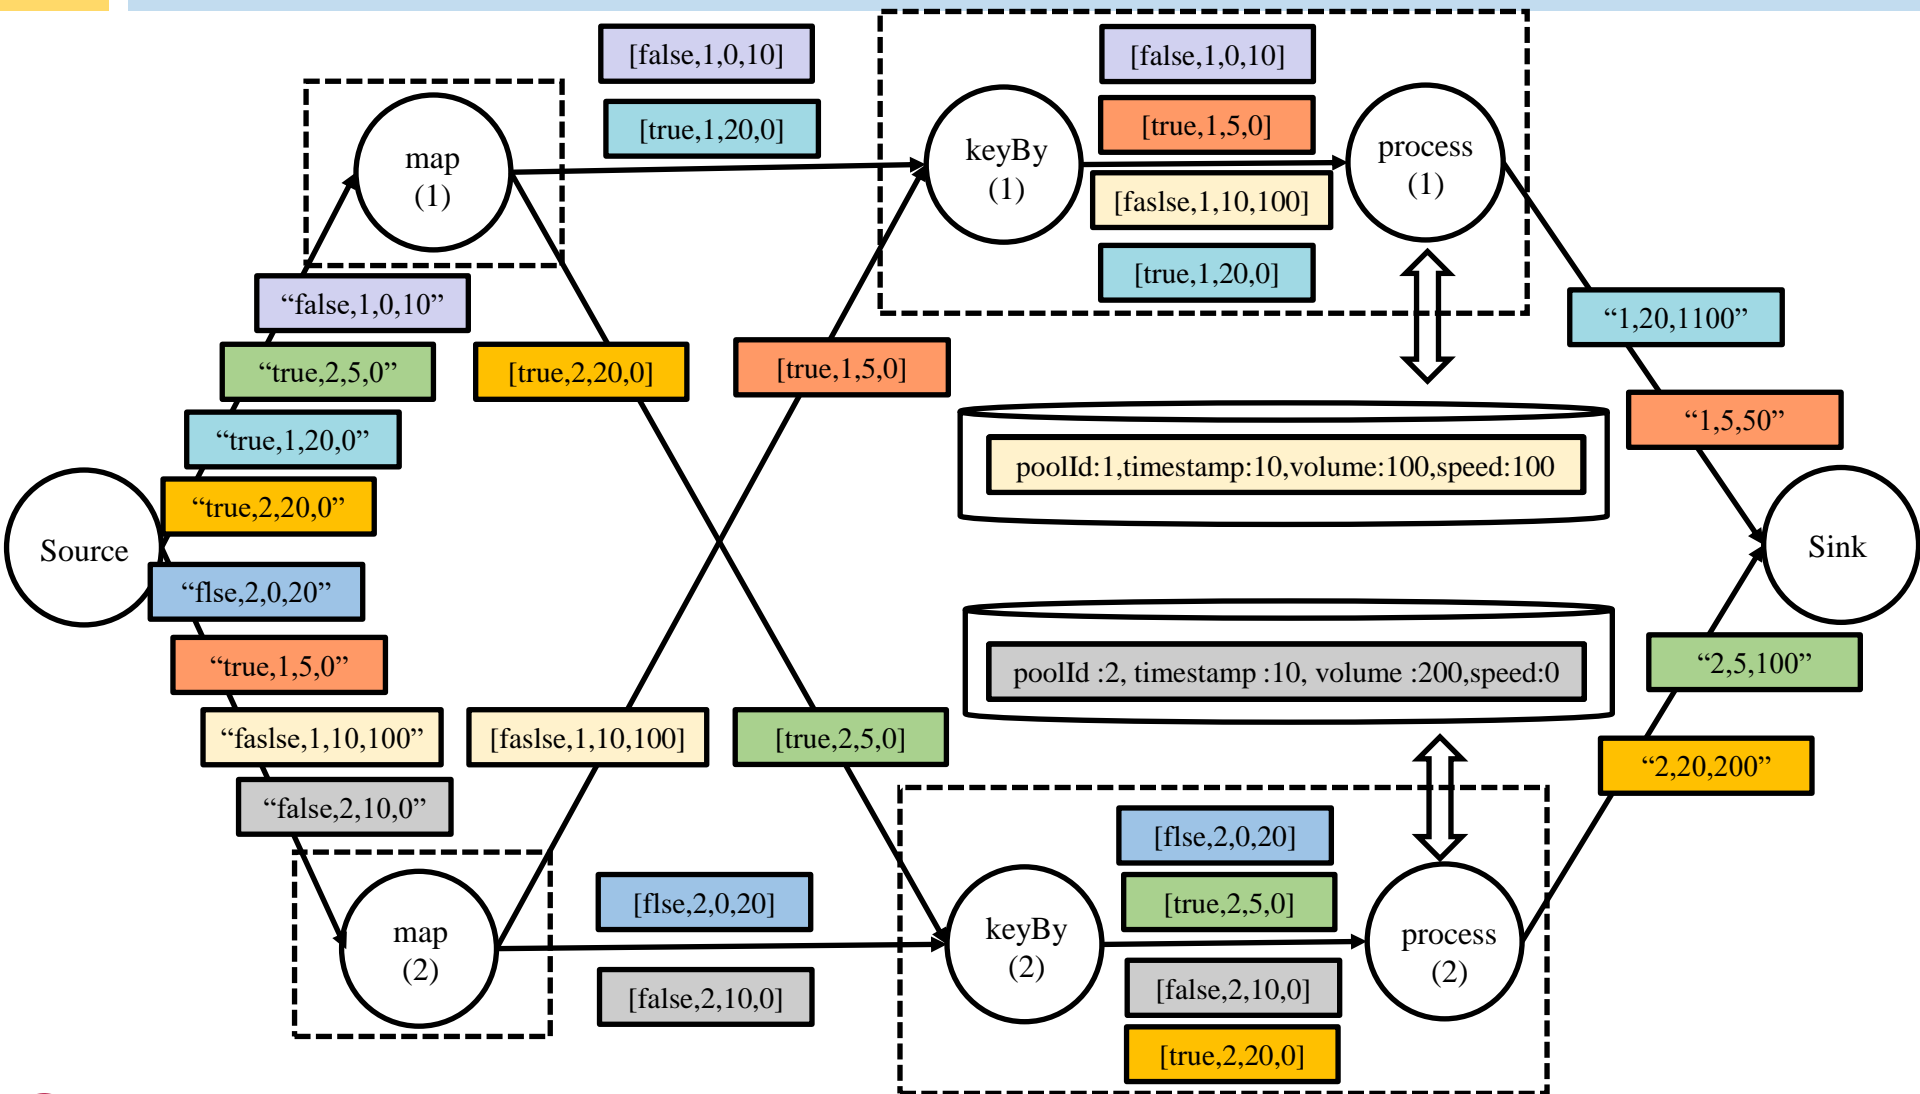 [false,1,0,10]
[true,1,20,0]
map
(1)
[false,1,0,10]
[true,1,5,0]
keyBy
(1)
process
(1)
[faslse,1,10,100]
[true,1,20,0]
“false,1,0,10”
“true,2,5,0”
“true,1,20,0”
“true,2,20,0”
Source
“flse,2,0,20”
“true,1,5,0”
“faslse,1,10,100”
“false,2,10,0”
[true,2,20,0]
[true,1,5,0]
[faslse,1,10,100]
[true,2,5,0]
“1,20,1100”
“1,5,50”
poolId:1,timestamp:10,volume:100,speed:100
Sink
poolId :2, timestamp :10, volume :200,speed:0
“2,5,100”
“2,20,200”
map
(2)
[flse,2,0,20]
[false,2,10,0]
keyBy
(2)
[flse,2,0,20]
[true,2,5,0]
[false,2,10,0]
[true,2,20,0]
process
(2)